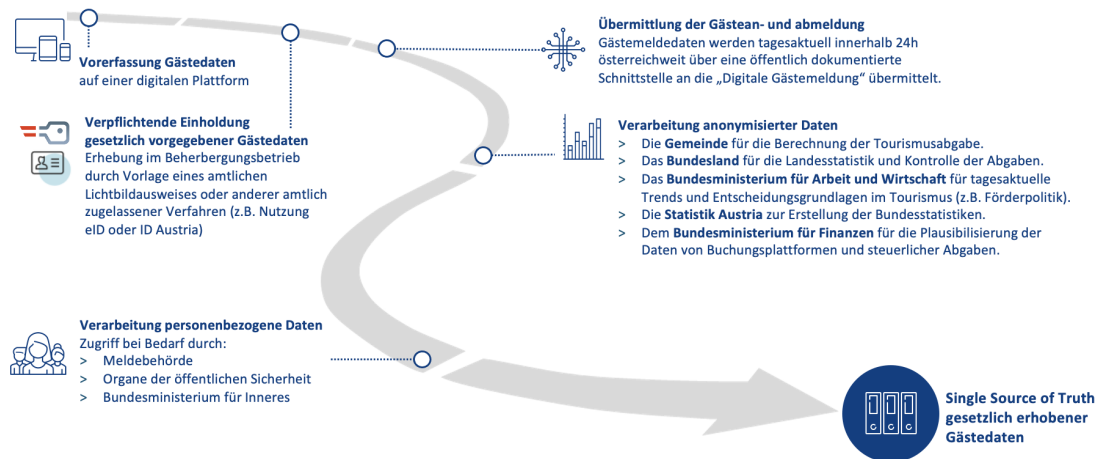 Vorerfassung Gästedaten
auf einer digitalen Plattform
Verpflichtende Einholung
gesetzlich vorgegebener Gästedaten
Erhebung im Beherbergungsbetrieb
durch Vorlage eines amtlichen
Lichtbildausweises oder anderer amtlich
zugelassener Verfahren (z.B. Nutzung
eID oder ID Austria)
Übermittlung der Gästean- und abmeldung
Gästemeldedaten werden tagesaktuell innerhalb 24h
österreichweit über eine öffentlich dokumentierte
Schnittstelle an die „Digitale Gästemeldung“ übermittelt.
Verarbeitung anonymisierter Daten
> Die Gemeinde für die Berechnung der Tourismusabgabe.
> Das Bundesland für die Landesstatistik und Kontrolle der Abgaben.
> Das Bundesministerium für Arbeit und Wirtschaft für tagesaktuelle
Trends und Entscheidungsgrundlagen im Tourismus (z.B. Förderpolitik).
> Die Statistik Austria zur Erstellung der Bundesstatistiken.
> Dem Bundesministerium für Finanzen für die Plausibilisierung der
Daten von Buchungsplattformen und steuerlicher Abgaben.
Verarbeitung personenbezogene Daten
Zugriff bei Bedarf durch:
> Meldebehörde
> Organe der öffentlichen Sicherheit
> Bundesministerium für Inneres
Single Source of Truth
gesetzlich erhobener
Gästedaten